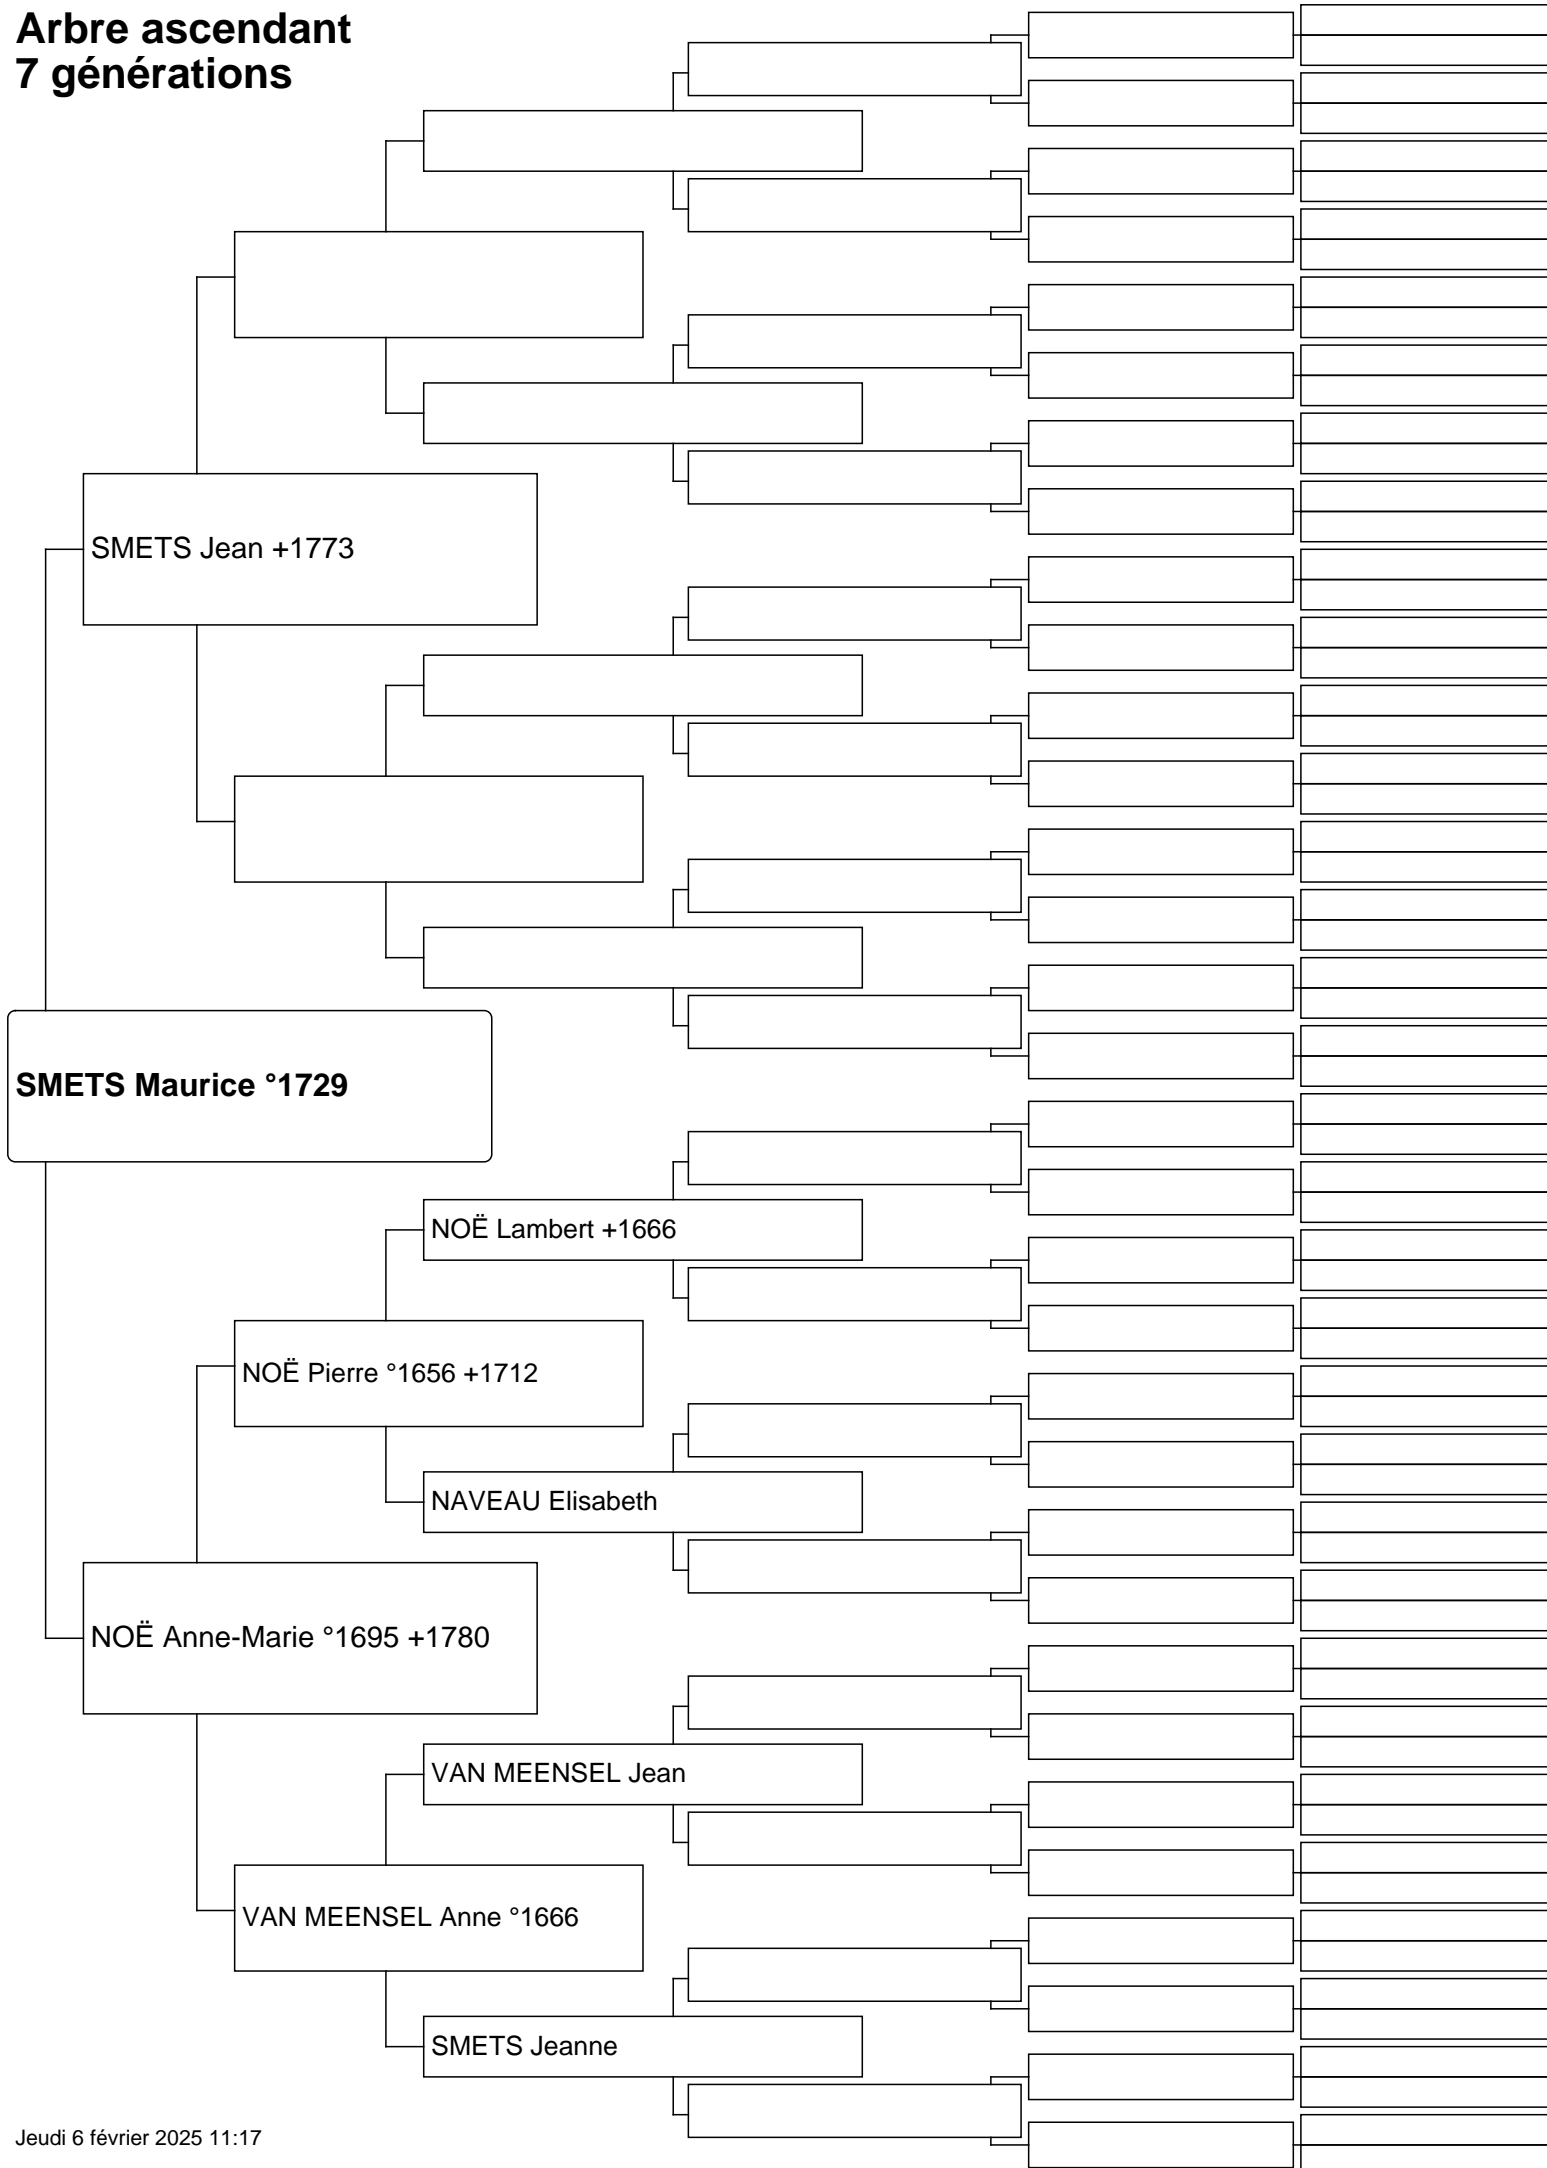 Arbre ascendant
7 générations
SMETS Jean +1773
SMETS Maurice °1729
NOË Lambert +1666
NOË Pierre °1656 +1712
NAVEAU Elisabeth
NOË Anne-Marie °1695 +1780
VAN MEENSEL Jean
VAN MEENSEL Anne °1666
SMETS Jeanne
Jeudi 6 février 2025 11:17